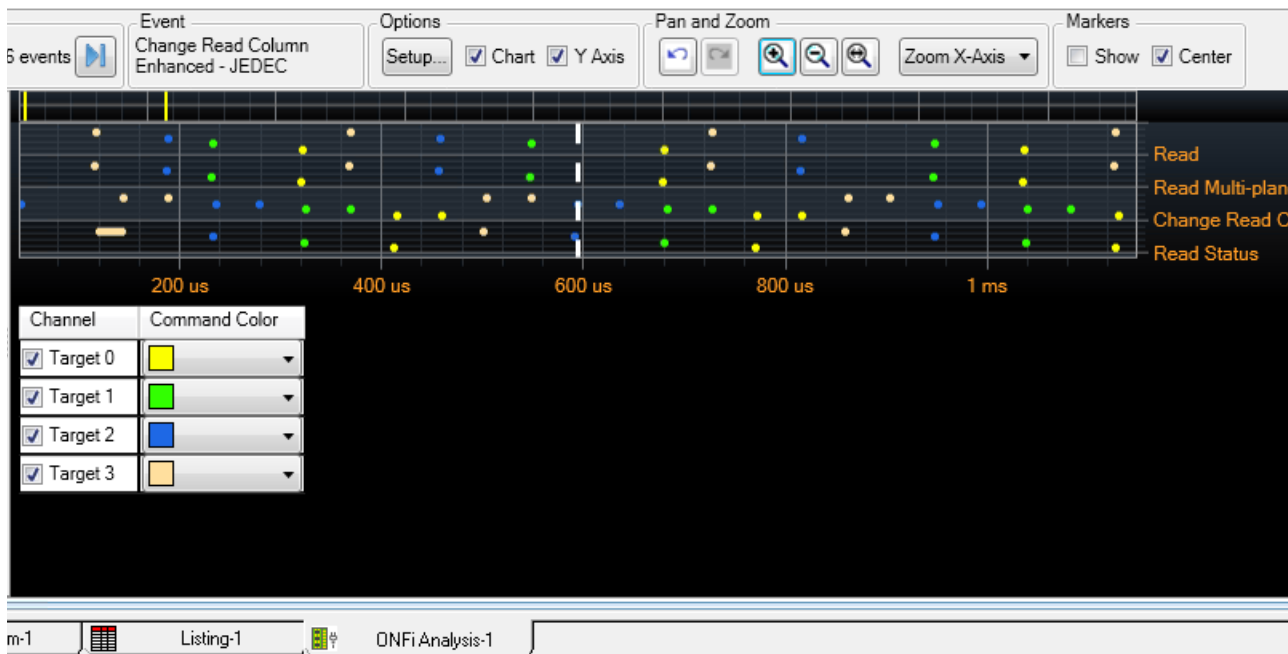 Event
Options
Pan and Zoom
Markers
6 events
Change Read Column
Enhanced - JEDEC
Setup...
Chart
Y Axis
Zoom X-Axis
Show
Center
Read
Read Multi-plan
Change Read C
Read Status
200 us
400 us
600 us
800 us
1 ms
Channel
Command Color
Target 0
Target 1
Target 2
Target 3
m-1
Listing-1
ONFi Analysis-1